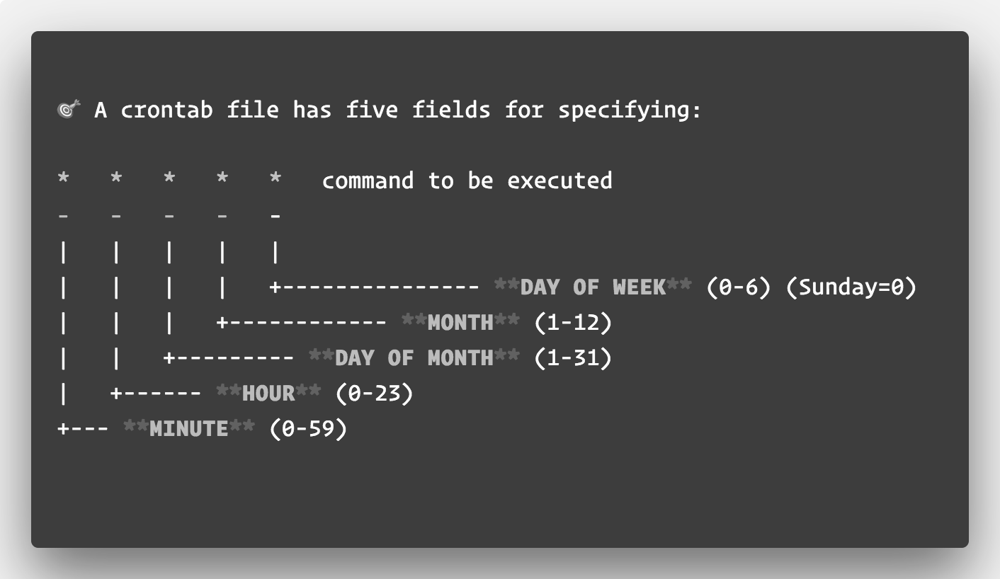 🎯 A crontab file has five fields for specifying:
*   *   *   *   *   command to be executed
-   -   -   -   -
|   |   |   |   |
|   |   |   |   +--------------- **DAY OF WEEK** (0-6) (Sunday=0)
|   |   |   +------------ **MONTH** (1-12)
|   |   +--------- **DAY OF MONTH** (1-31)
|   +------ **HOUR** (0-23)
+--- **MINUTE** (0-59)